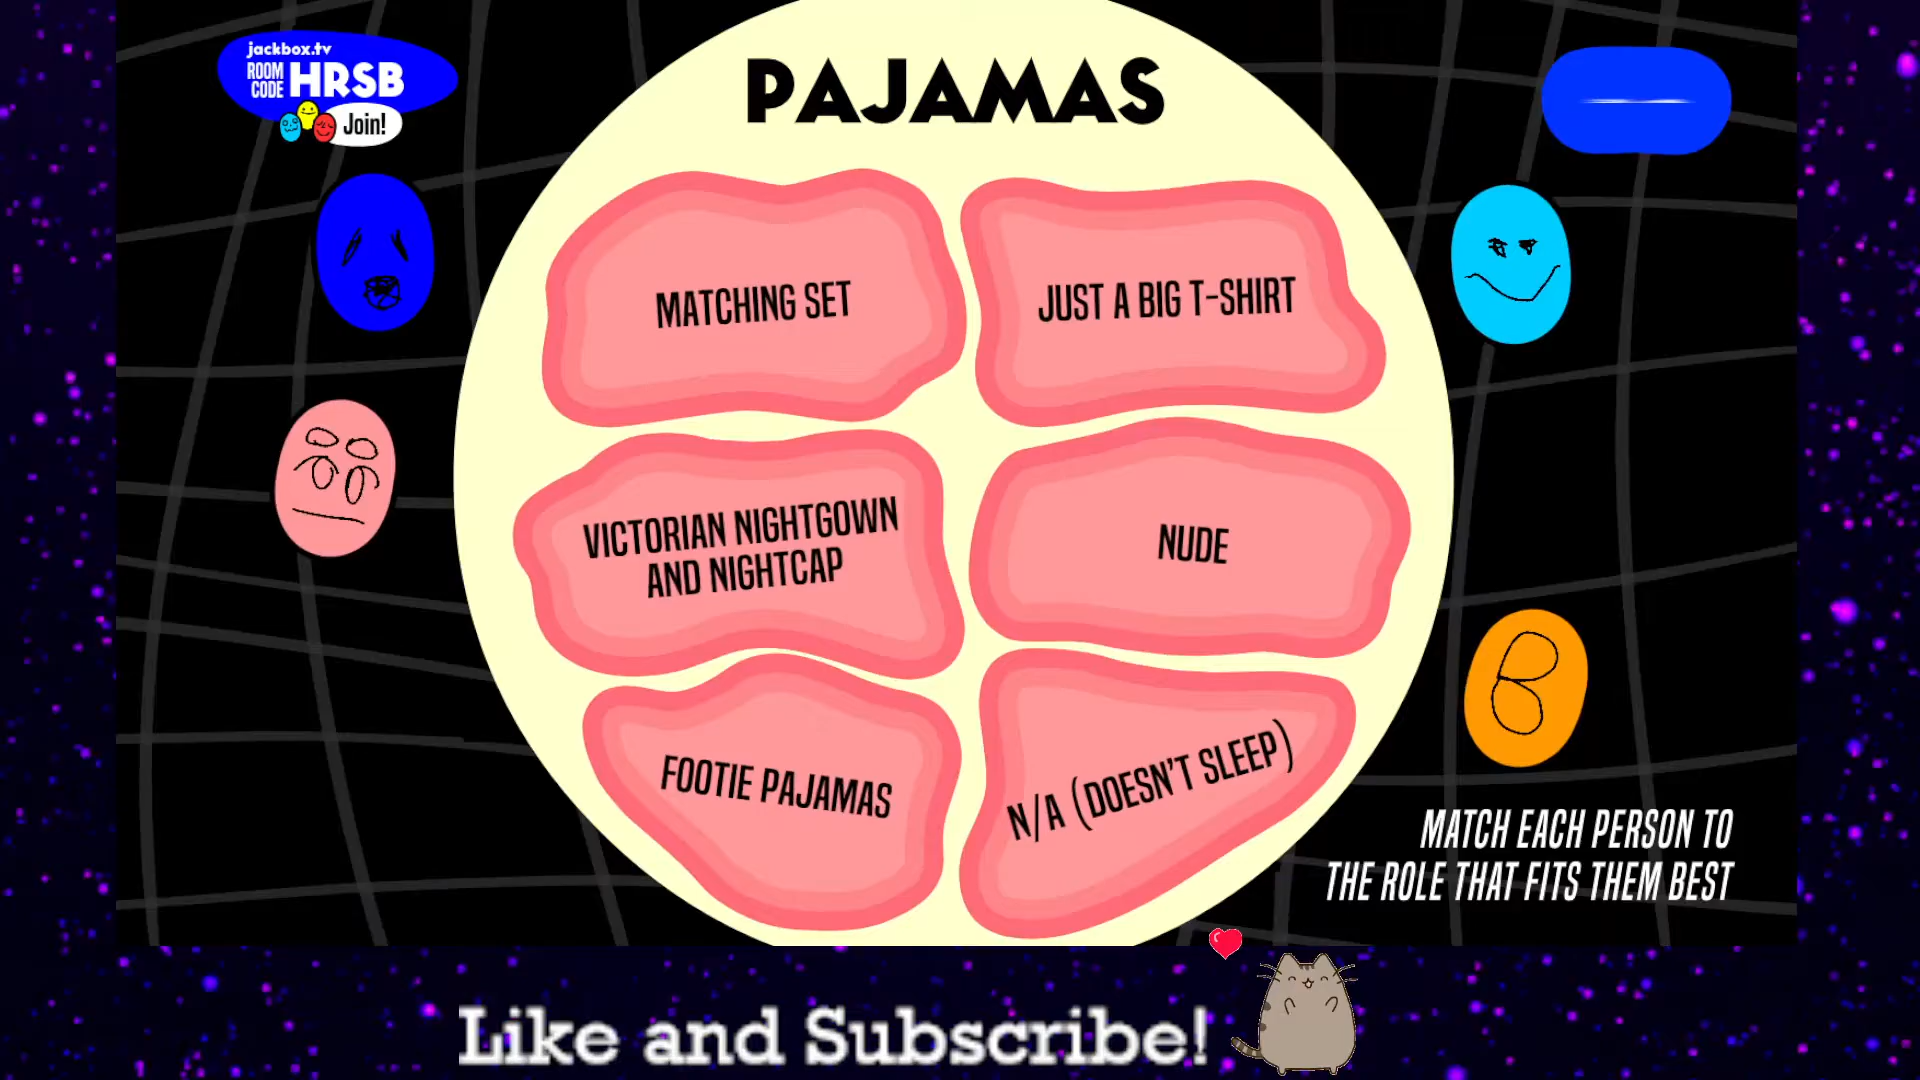 jackbox.tv
ROOM CODE HRSB
Join!
PAJAMAS
MATCHING SET
JUST A BIG T-SHIRT
VICTORIAN NIGHTGOWN
AND NIGHTCAP
NUDE
FOOTIE PAJAMAS
N/A (DOESN'T SLEEP)
B
MATCH EACH PERSON TO
THE ROLE THAT FITS THEM BEST
Like and Subscribe!